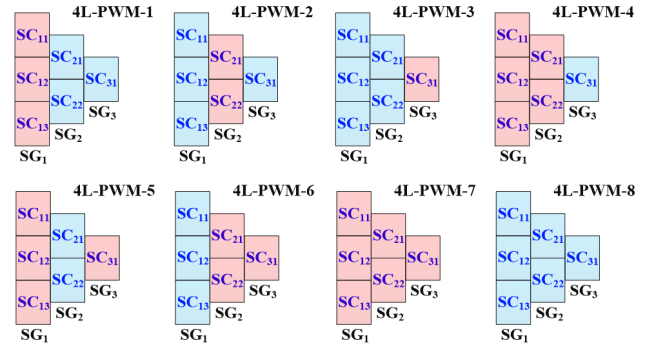 4L-PWM-1
SC11
SC21
SC12
SC31
SC22
SC13
SG3
SG2
SG1
4L-PWM-2
SC11
SC21
SC12
SC31
SC22
SC13
SG3
SG2
SG1
4L-PWM-3
SC11
SC21
SC12
SC31
SC22
SC13
SG3
SG2
SG1
4L-PWM-4
SC11
SC21
SC12
SC31
SC22
SC13
SG3
SG2
SG1
4L-PWM-5
SC11
SC21
SC12
SC31
SC22
SC13
SG3
SG2
SG1
4L-PWM-6
SC11
SC21
SC12
SC31
SC22
SC13
SG3
SG2
SG1
4L-PWM-7
SC11
SC21
SC12
SC31
SC22
SC13
SG3
SG2
SG1
4L-PWM-8
SC11
SC21
SC12
SC31
SC22
SC13
SG3
SG2
SG1